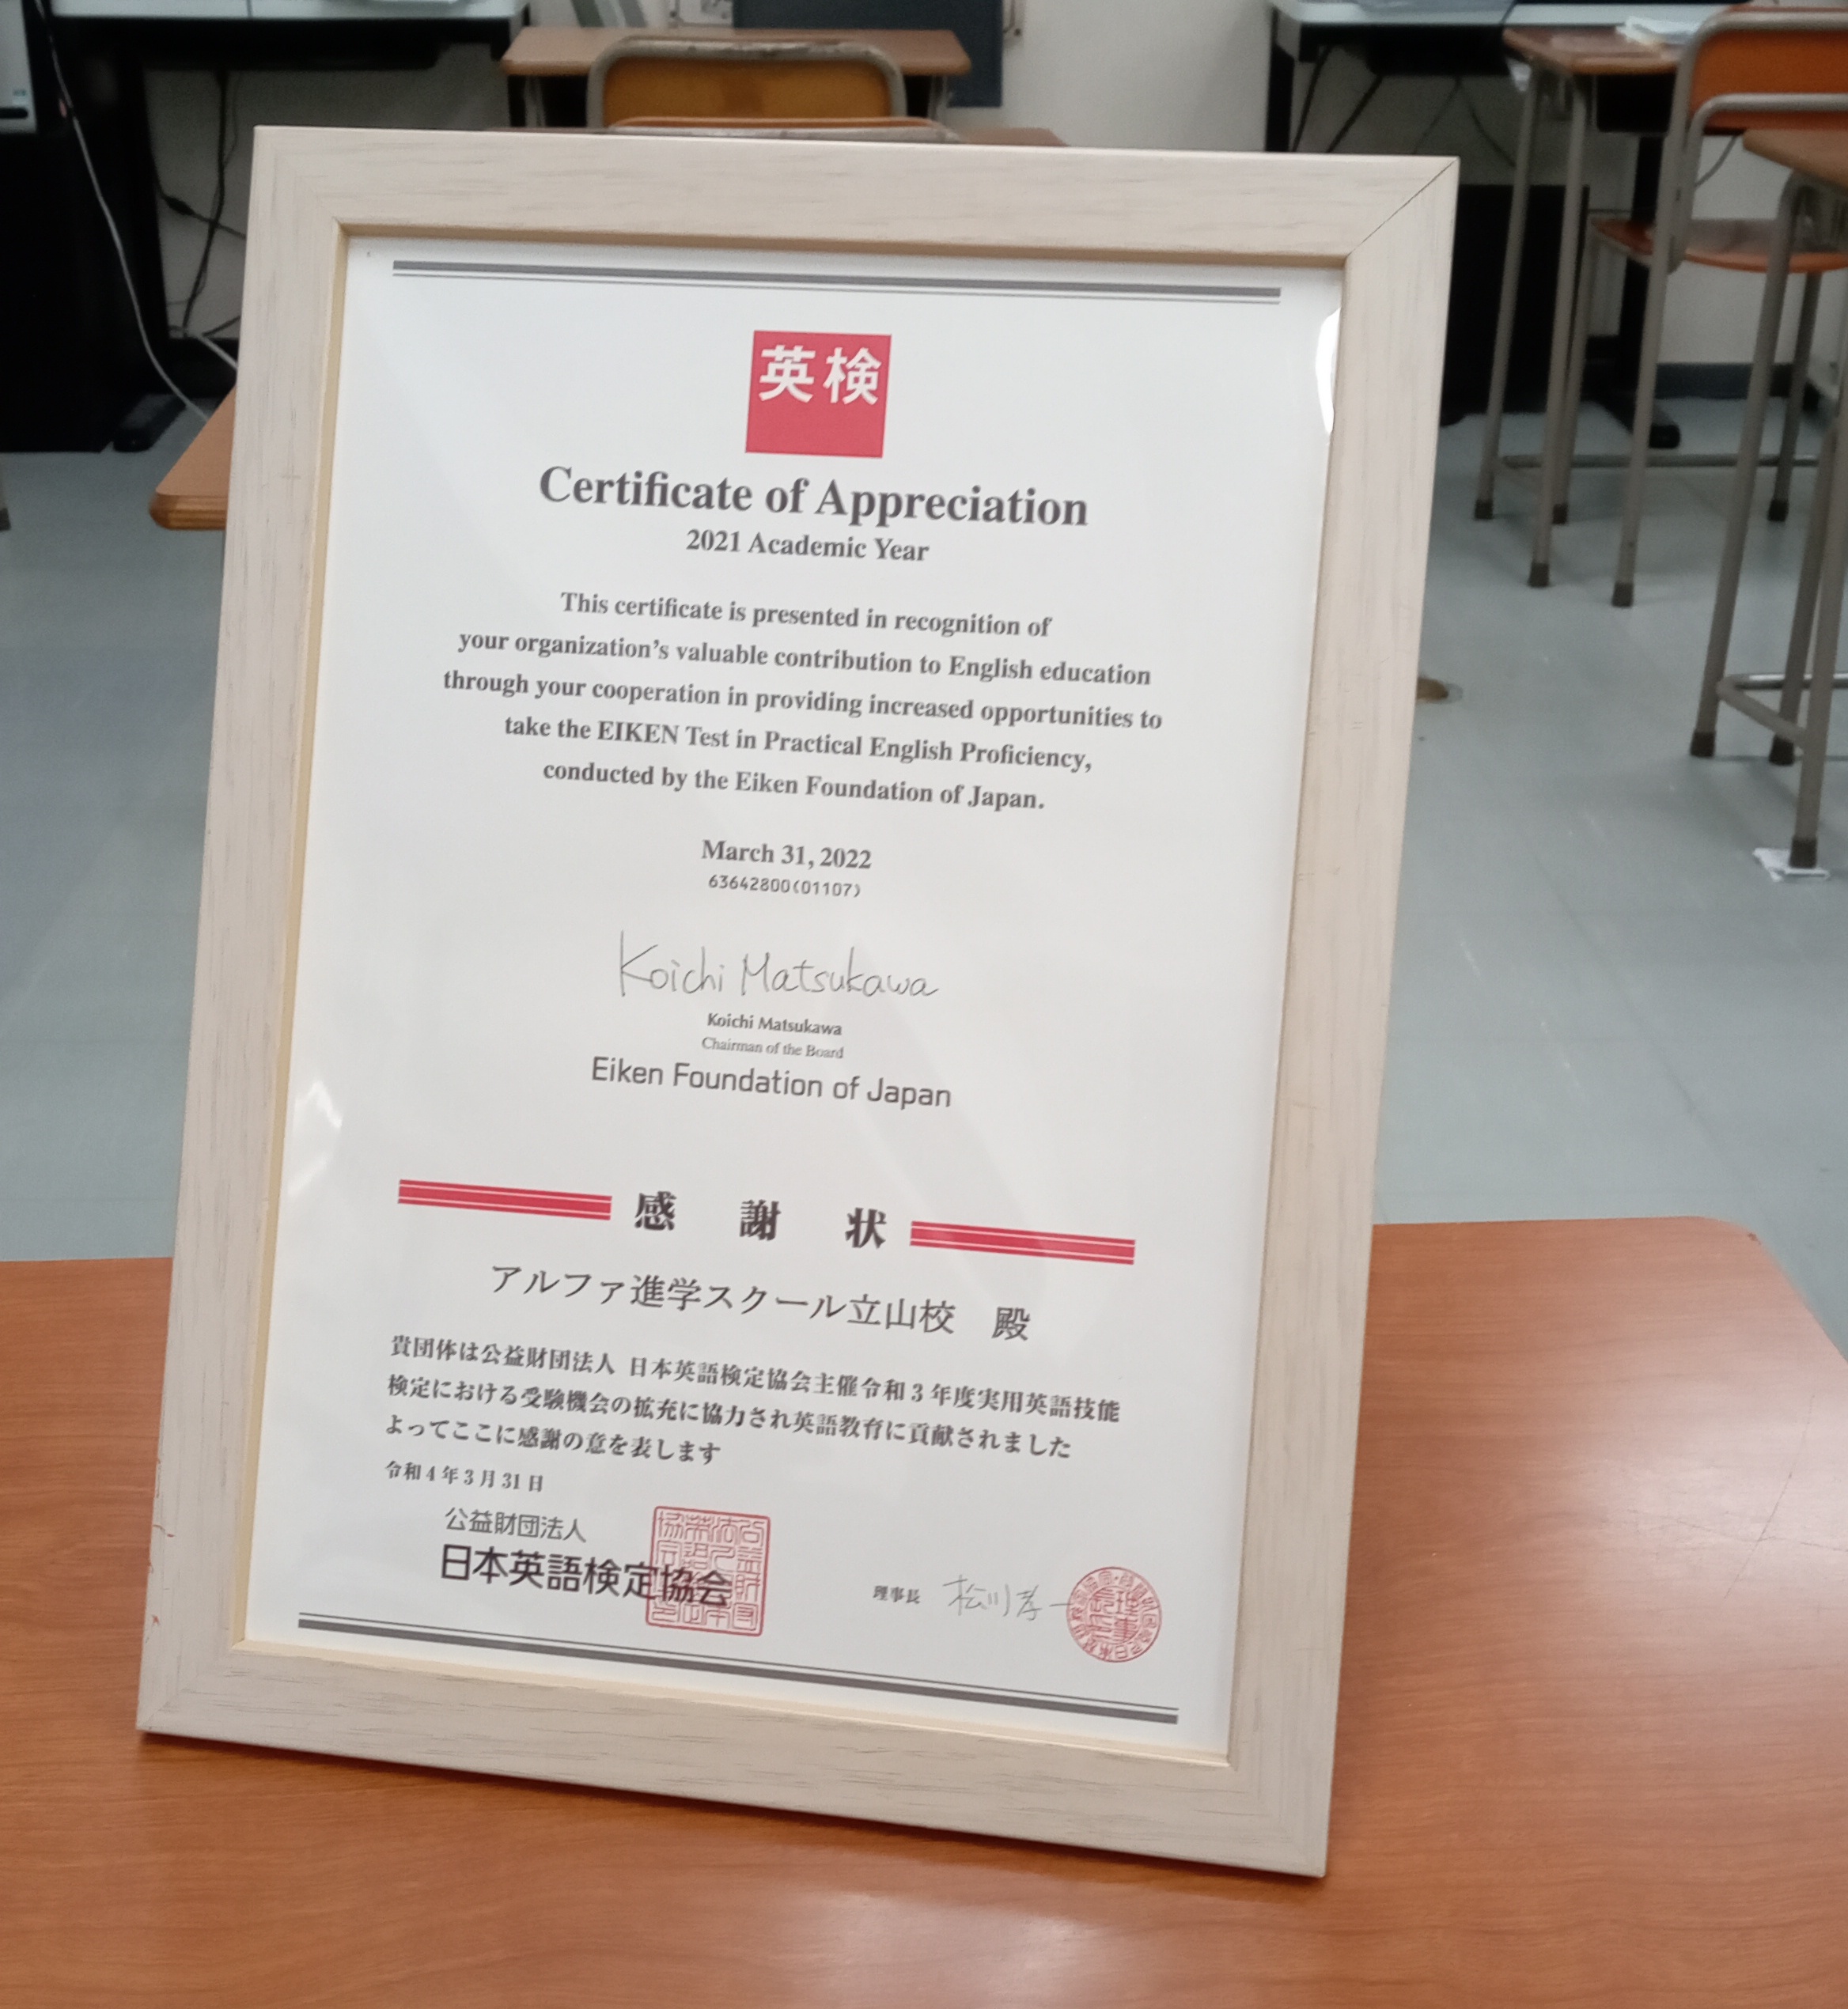 英検
Certificate of Appreciation
2021 Academic Year
This certificate is presented in recognition of
your organization's valuable contribution to English education
through your cooperation in providing increased opportunities to
take the EIKEN Test in Practical English Proficiency,
conducted by the Eiken Foundation of Japan.
March 31, 2022
63642800(01107)
Koichi Matsukawa
Koichi Matsukawa
Chairman of the Board
Eiken Foundation of Japan
感 謝 状
アルファ進学スクール立山校 殿
貴団体は公益財団法人 日本英語検定協会主催令和3年度実用英語技能
検定における受験機会の拡充に協力され英語教育に貢献されました
よってここに感謝の意を表します
令和4年3月31日
公益財団法人
日本英語検定協会
理事長 松川孝一